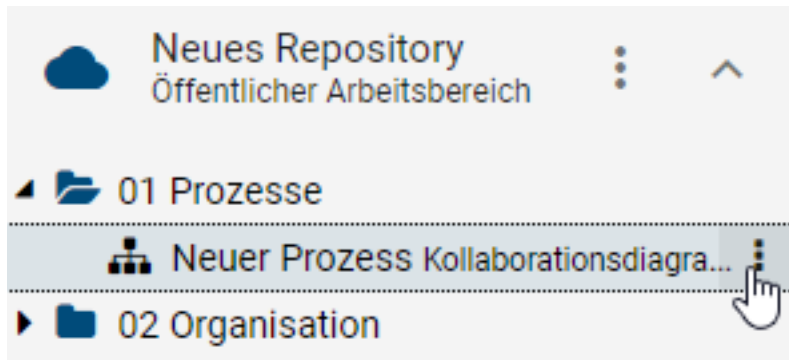 Neues Repository
Öffentlicher Arbeitsbereich
01 Prozesse
Neuer Prozess Kollaborationsdiagra...
02 Organisation